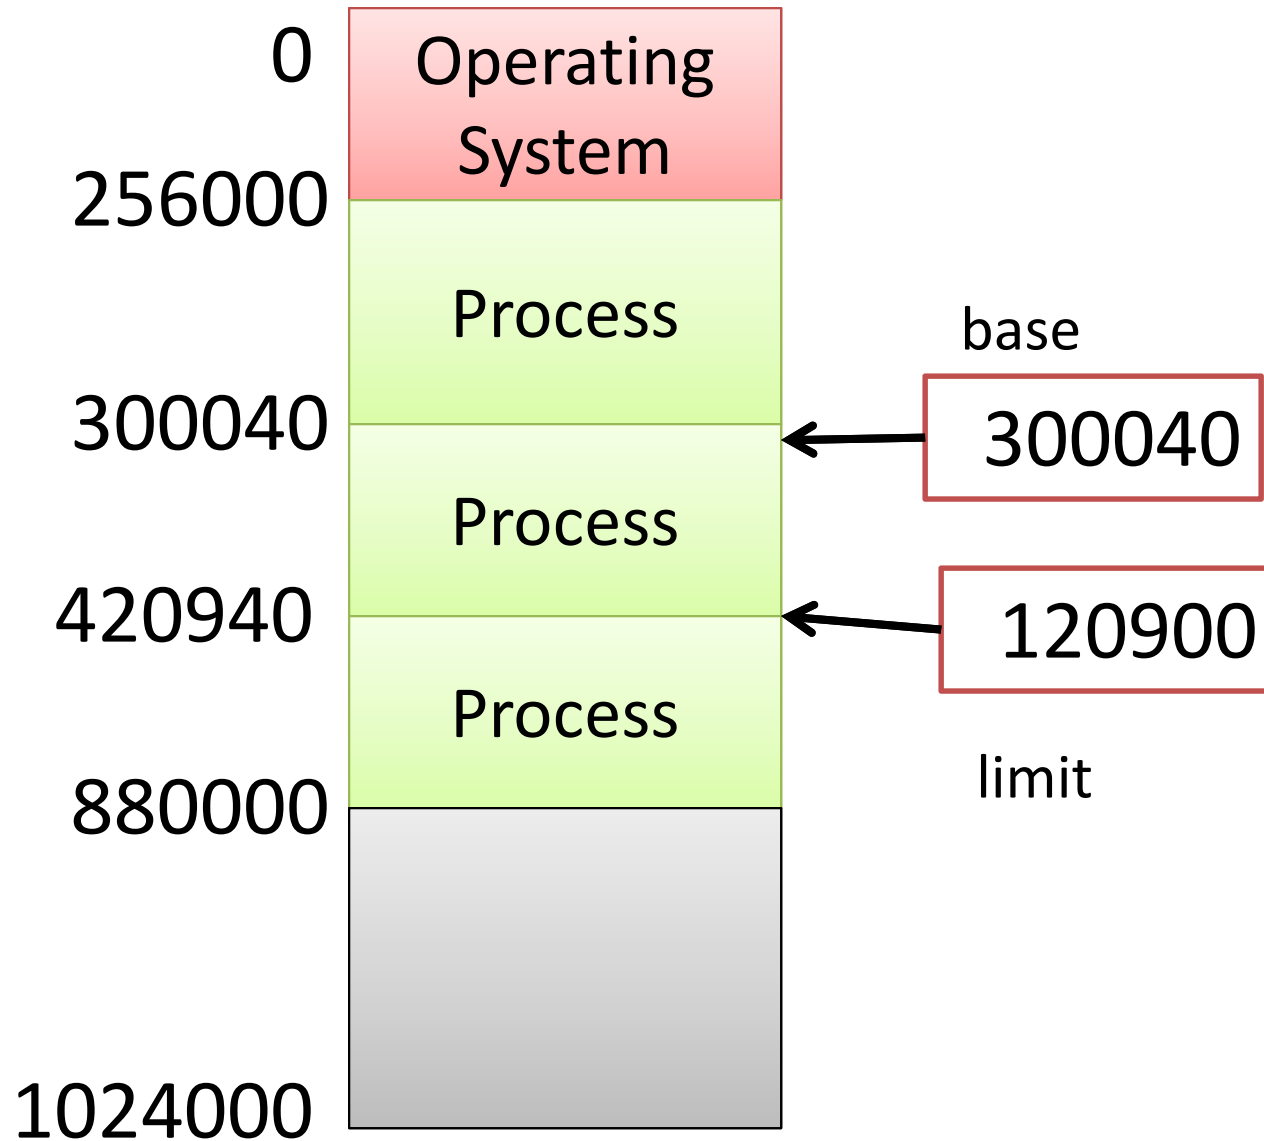 0
Operating
System
256000
Process
base
300040
300040
Process
420940
120900
Process
limit
880000
1024000